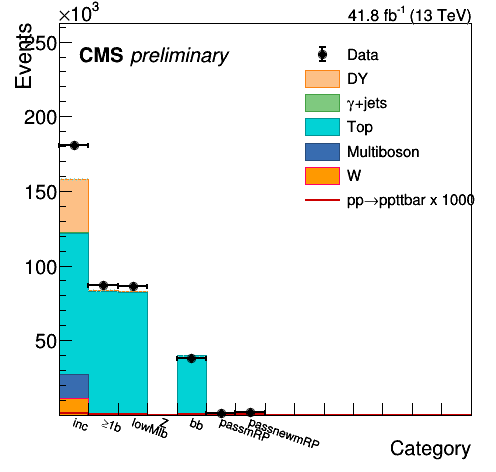 ×10³
41.8 fb⁻¹ (13 TeV)
Events
CMS preliminary
Data
DY
γ+jets
Top
Multiboson
W
pp→ppttbar x 1000
250
200
150
100
50
inc
≥1b
lowMlb
Z
bb
passmRP
passnewmRP
Category